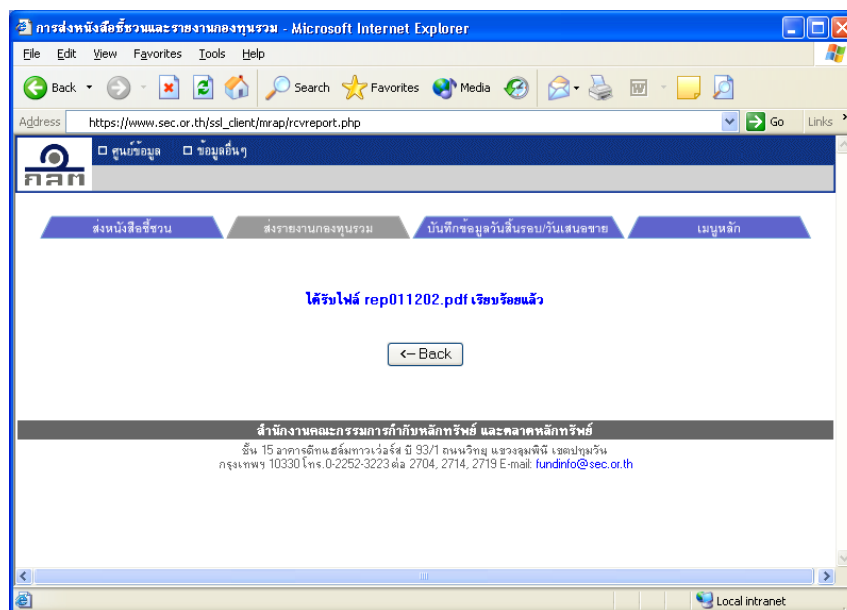 การส่งหนังสือชี้ชวนและรายงานกองทุนรวม - Microsoft Internet Explorer
File Edit View Favorites Tools Help
Back Search Favorites Media
Address https://www.sec.or.th/ssl_client/mrap/rcvreport.php Go Links
ศูนย์ข้อมูล ข้อมูลอื่นๆ
กลต
ส่งหนังสือชี้ชวน ส่งรายงานกองทุนรวม บันทึกข้อมูลวันสิ้นรอบ/วันเสนอขาย เมนูหลัก
ได้รับไฟล์ rep011202.pdf เรียบร้อยแล้ว
<-- Back
สำนักงานคณะกรรมการกำกับหลักทรัพย์ และตลาดหลักทรัพย์
ชั้น 15 อาคารดีทแฮล์มทาวเวอร์ส บี 93/1 ถนนวิทยุ แขวงลุมพินี เขตปทุมวัน
กรุงเทพฯ 10330 โทร.0-2252-3223 ต่อ 2704, 2714, 2719 E-mail: fundinfo@sec.or.th
Local intranet